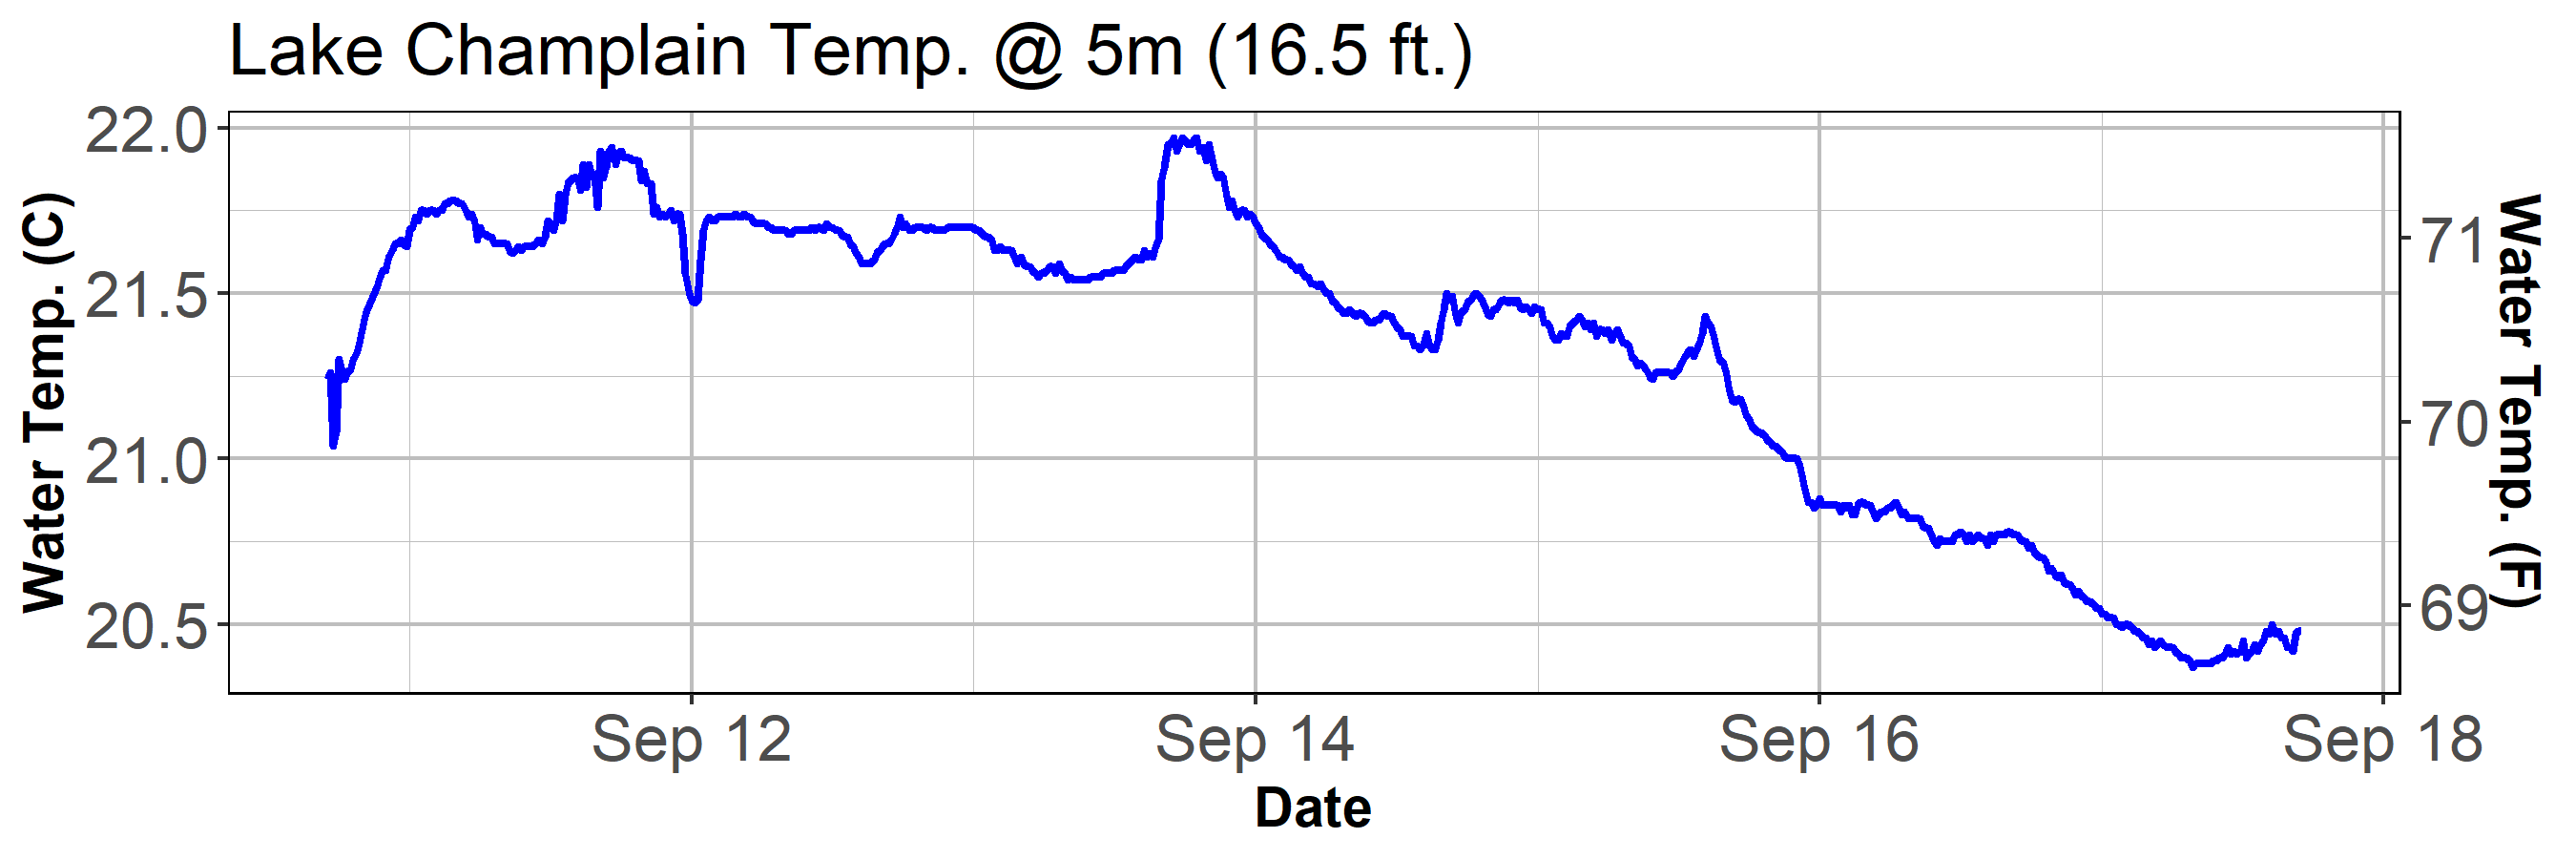 Lake Champlain Temp. @ 5m (16.5 ft.)
Water Temp. (C)
22.0
21.5
21.0
20.5
71
70
69
Water Temp. (F)
Sep 12
Sep 14
Sep 16
Sep 18
Date